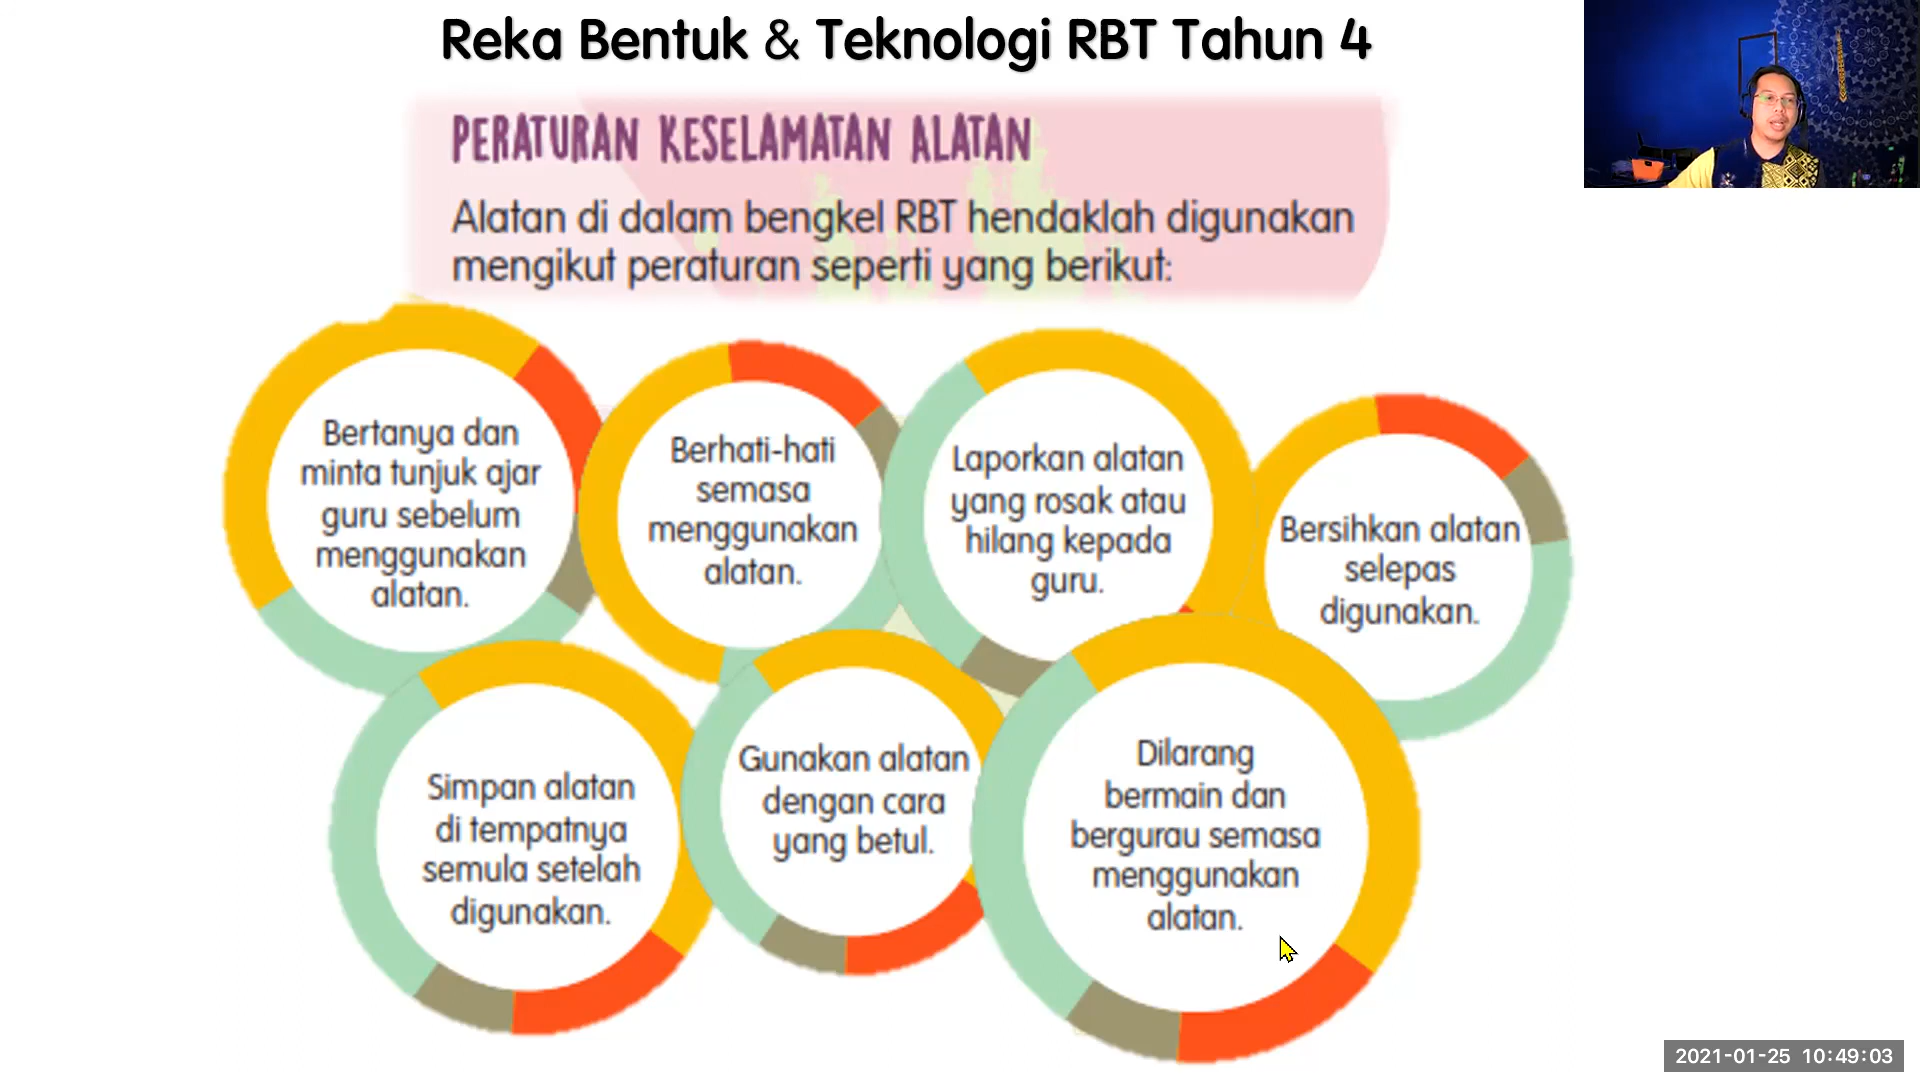 Reka Bentuk & Teknologi RBT Tahun 4
PERATURAN KESELAMATAN ALATAN
Alatan di dalam bengkel RBT hendaklah digunakan
mengikut peraturan seperti yang berikut:
Bertanya dan
minta tunjuk ajar
guru sebelum
menggunakan
alatan.
Berhati-hati
semasa
menggunakan
alatan.
Laporkan alatan
yang rosak atau
hilang kepada
guru.
Bersihkan alatan
selepas
digunakan.
Simpan alatan
di tempatnya
semula setelah
digunakan.
Gunakan alatan
dengan cara
yang betul.
Dilarang
bermain dan
bergurau semasa
menggunakan
alatan.
2021-01-25 10:49:03